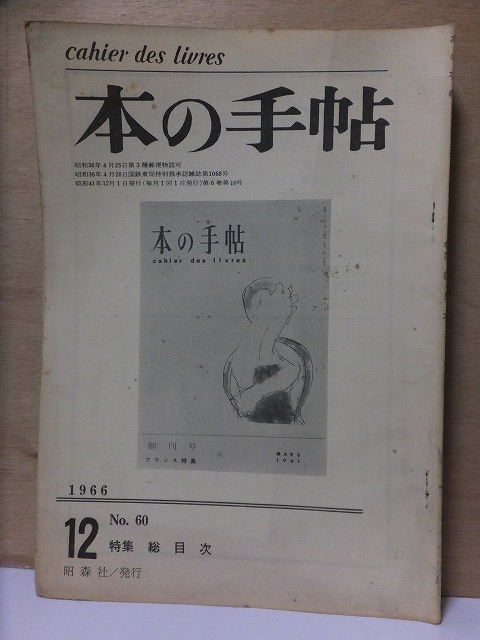 cahier des livres
本の手帖
昭和36年4月25日第3種郵便物認可
昭和36年4月28日国鉄東局特別扱承認雑誌第1068号
昭和41年12月1日発行(毎月1回1日発行)第6巻第10号
本の手帖
cahier des livres
創刊号
フランス特集
MARS
1961
1966
12 No. 60
特集 総目次
昭森社/発行